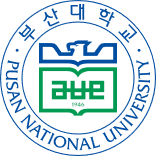 부산대학교
PUSAN NATIONAL UNIVERSITY
1946